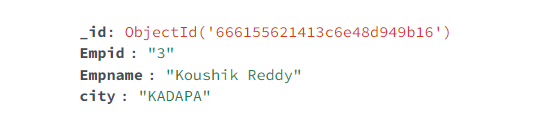 _id: ObjectId('666155621413c6e48d949b16')
Empid : "3"
Empname : "Koushik Reddy"
city : "KADAPA"